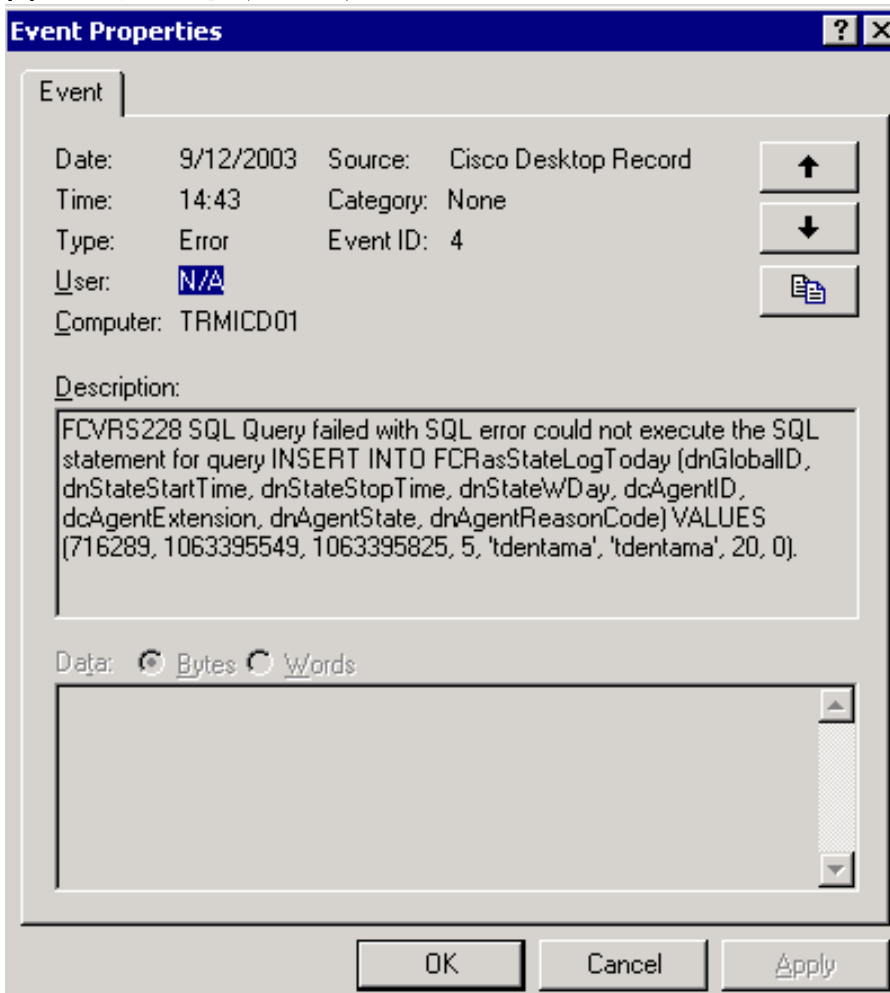 Event Properties
Event
Date: 9/12/2003 Source: Cisco Desktop Record
Time: 14:43 Category: None
Type: Error Event ID: 4
User: N/A
Computer: TRMICD01
Description:
FCVRS228 SQL Query failed with SQL error could not execute the SQL
statement for query INSERT INTO FCRasStateLogToday (dnGlobalID,
dnStateStartTime, dnStateStopTime, dnStateWDay, dcAgentID,
dcAgentExtension, dnAgentState, dnAgentReasonCode) VALUES
(716289, 1063395549, 1063395825, 5, 'tdentama', 'tdentama', 20, 0).
Data: Bytes Words
OK Cancel Apply